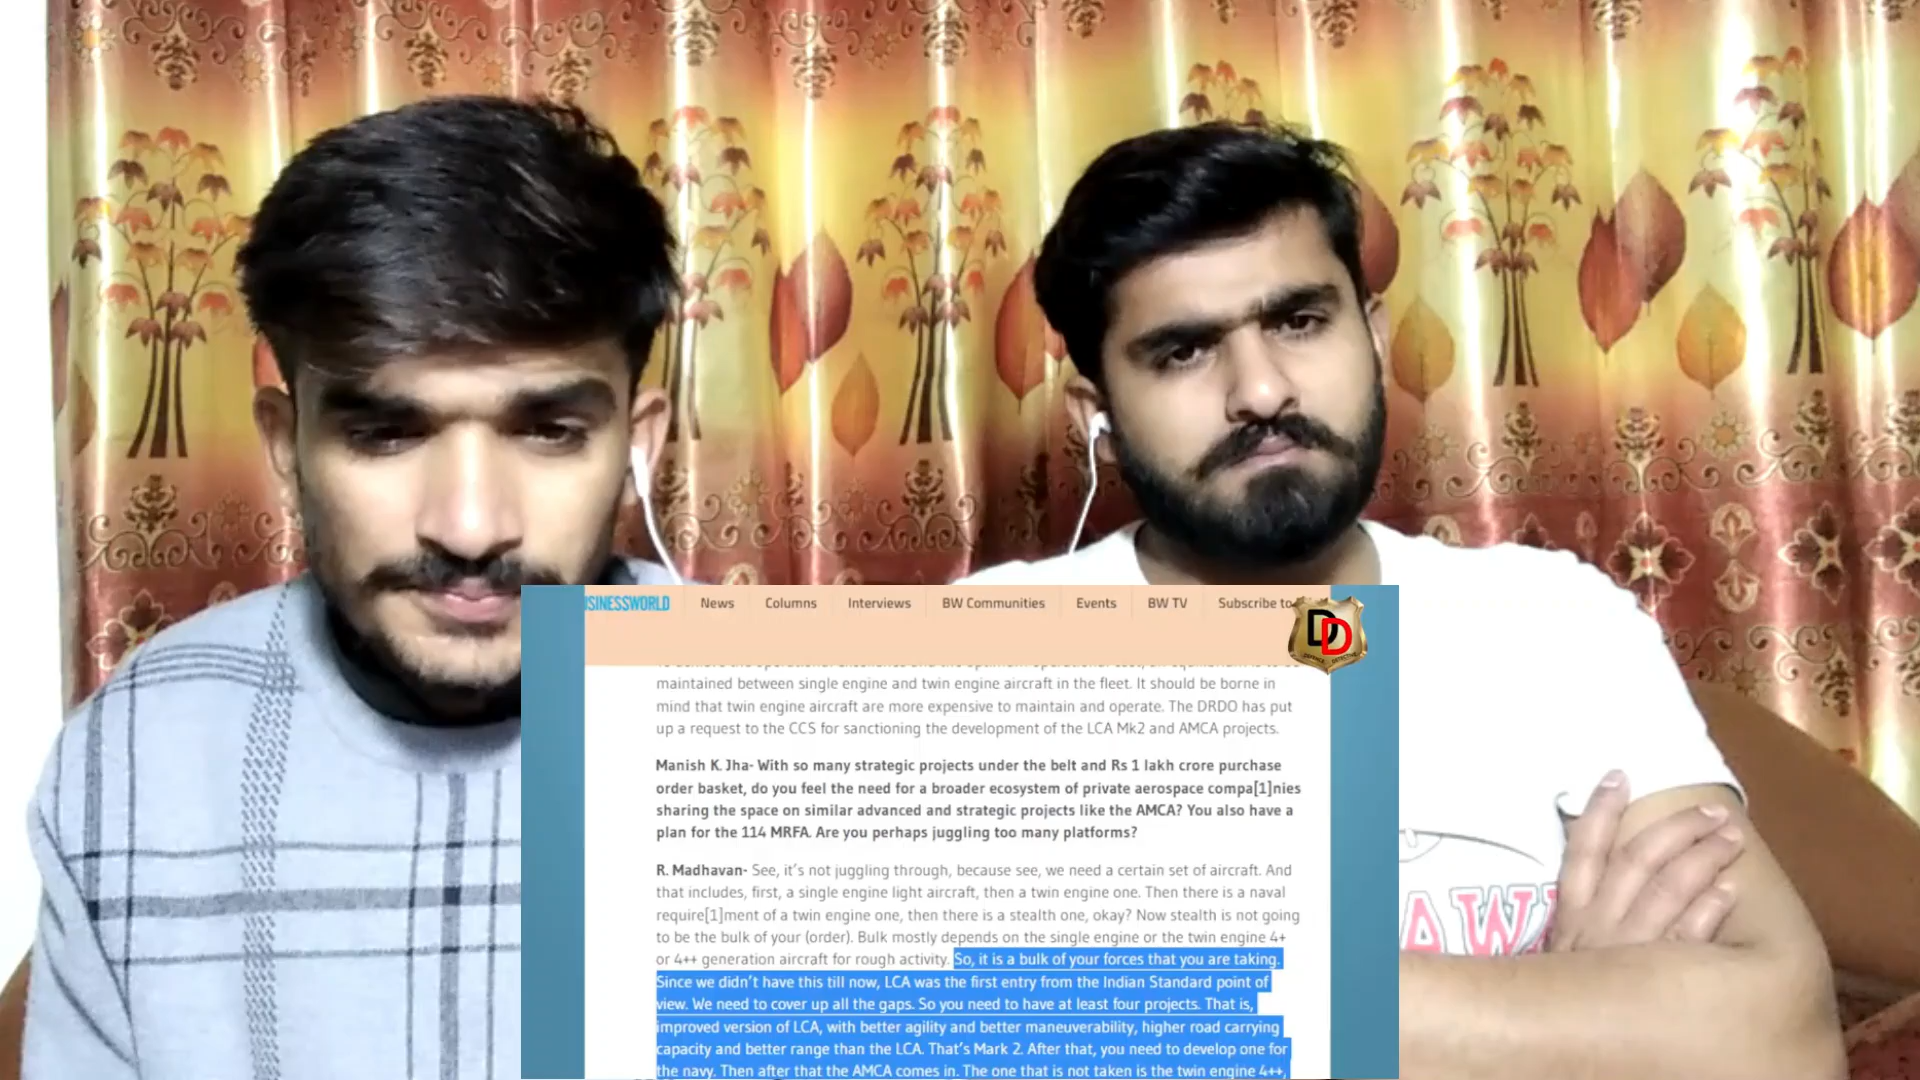 SINESSWORLD News Columns Interviews BW Communities Events BW TV Subscribe to
DD
DEFENCE DETECTIVE
maintained between single engine and twin engine aircraft in the fleet. It should be borne in
mind that twin engine aircraft are more expensive to maintain and operate. The DRDO has put
up a request to the CCS for sanctioning the development of the LCA Mk2 and AMCA projects.
Manish K. Jha- With so many strategic projects under the belt and Rs 1 lakh crore purchase
order basket, do you feel the need for a broader ecosystem of private aerospace compa[1]nies
sharing the space on similar advanced and strategic projects like the AMCA? You also have a
plan for the 114 MRFA. Are you perhaps juggling too many platforms?
R. Madhavan- See, it's not juggling through, because see, we need a certain set of aircraft. And
that includes, first, a single engine light aircraft, then a twin engine one. Then there is a naval
require[1]ment of a twin engine one, then there is a stealth one, okay? Now stealth is not going
to be the bulk of your (order). Bulk mostly depends on the single engine or the twin engine 4+
or 4++ generation aircraft for rough activity. So, it is a bulk of your forces that you are taking.
Since we didn't have this till now, LCA was the first entry from the Indian Standard point of
view. We need to cover up all the gaps. So you need to have at least four projects. That is,
improved version of LCA, with better agility and better maneuverability, higher road carrying
capacity and better range than the LCA. That's Mark 2. After that, you need to develop one for
the navy. Then after that the AMCA comes in. The one that is not taken is the twin engine 4++,